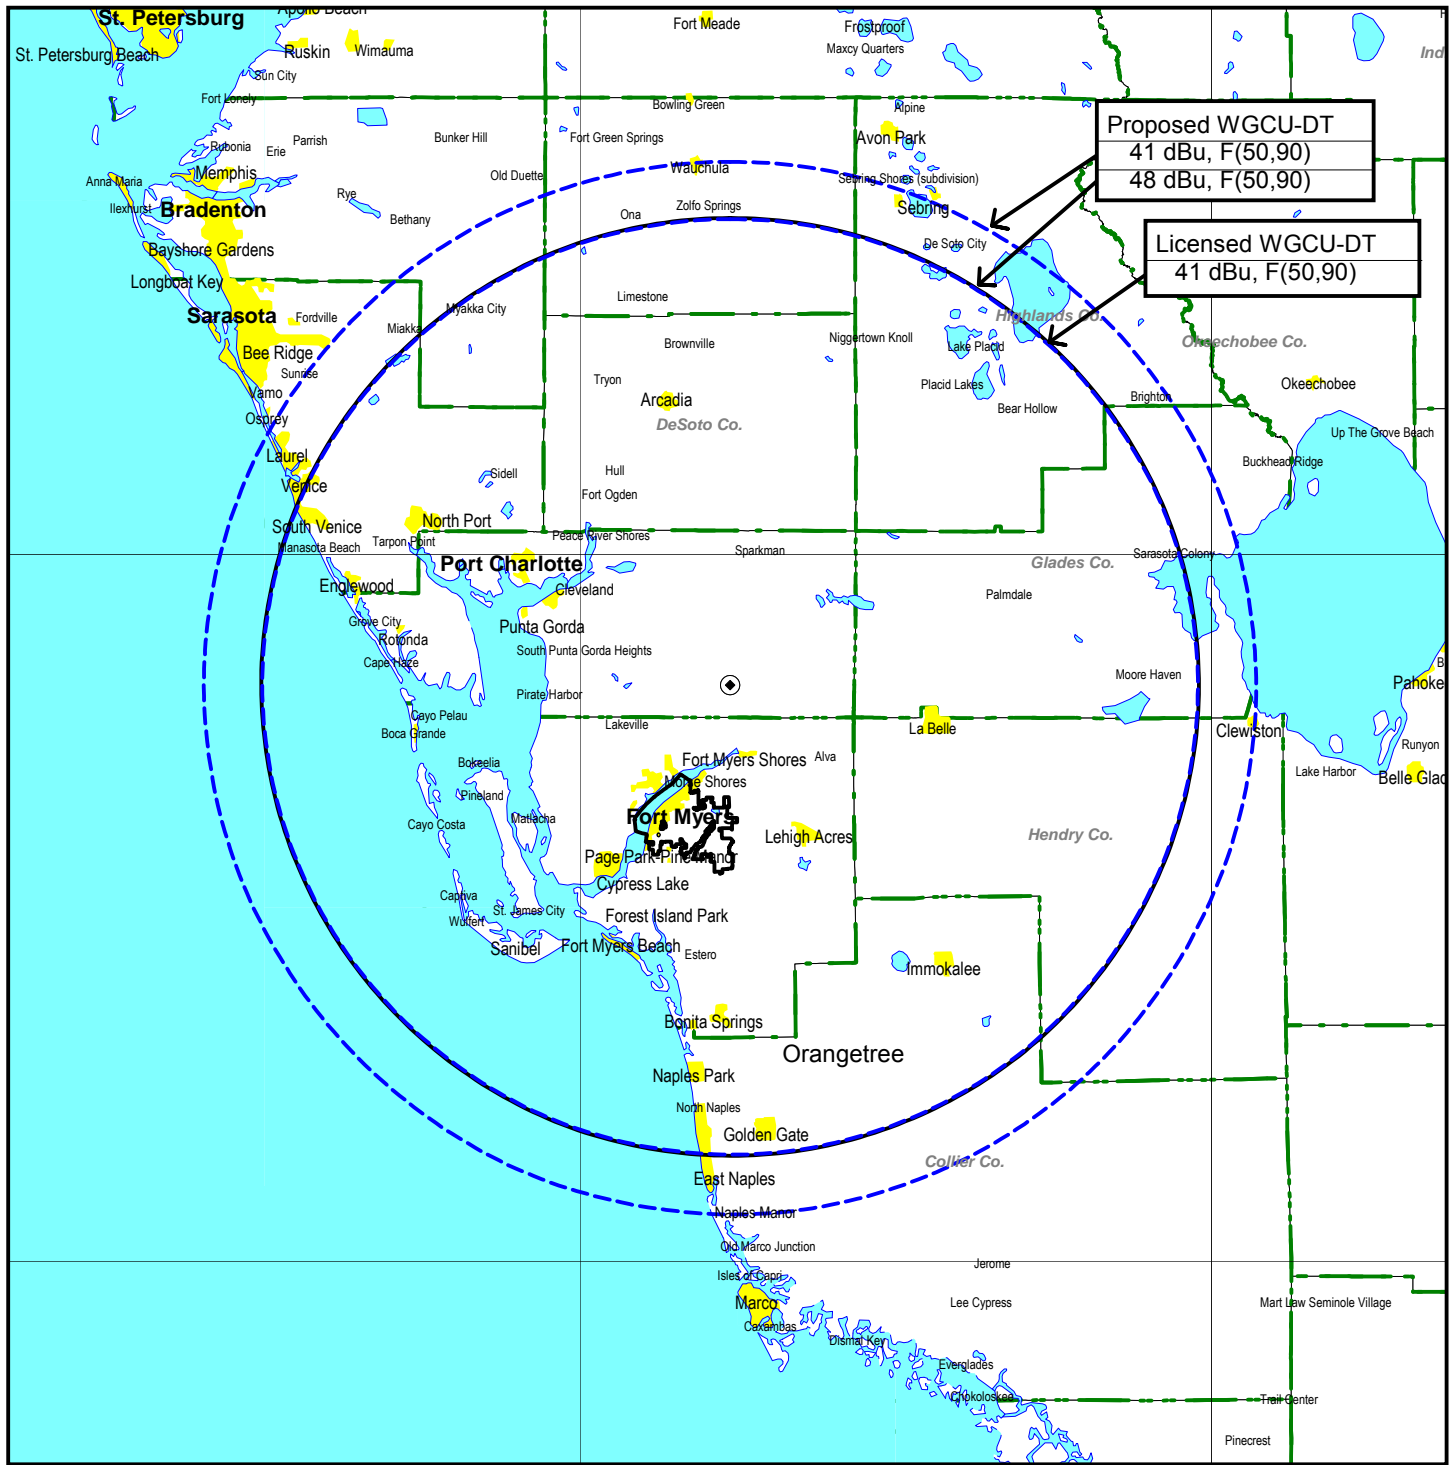 St. Petersburg
Apollo Beach
Fort Meade
Frostproof
St. Petersburg Beach
Ruskin
Wimauma
Maxcy Quarters
Ind
Sun City
Fort Lonely
Bowling Green
Alpine
Proposed WGCU-DT
41 dBu, F(50,90)
48 dBu, F(50,90)
Rubonia
Erie
Parrish
Bunker Hill
Fort Green Springs
Avon Park
Memphis
Old Duette
Wauchula
Sebring Shores (subdivision)
Anna Maria
Ilexhurst
Rye
Bradenton
Bethany
Ona
Zolfo Springs
Sebring
Bayshore Gardens
De Soto City
Licensed WGCU-DT
41 dBu, F(50,90)
Longboat Key
Limestone
Sarasota
Fordville
Myakka City
Miakka
Highlands Co.
Bee Ridge
Brownville
Niggertown Knoll
Lake Placid
Okeechobee Co.
Sunrise
Vamo
Tryon
Arcadia
Placid Lakes
Okeechobee
Osprey
DeSoto Co.
Bear Hollow
Brighton
Up The Grove Beach
Laurel
Venice
Sidell
Hull
Fort Ogden
Buckhead Ridge
South Venice
North Port
Manasota Beach
Tarpon Point
Peace River Shores
Sparkman
Sarasota Colony
Port Charlotte
Glades Co.
Englewood
Cleveland
Palmdale
Grove City
Rotonda
Punta Gorda
Cape Haze
South Punta Gorda Heights
Moore Haven
Pirate Harbor
B
Pahoke
Cayo Pelau
Boca Grande
Lakeville
La Belle
Clewiston
Runyon
Bokeelia
Fort Myers Shores
Alva
Lake Harbor
Belle Glad
Pineland
Morse Shores
Cayo Costa
Matlacha
Fort Myers
Lehigh Acres
Hendry Co.
Page Park-Pine Manor
Cypress Lake
Captiva
Wulfert
St. James City
Forest Island Park
Sanibel
Fort Myers Beach
Estero
Immokalee
Bonita Springs
Orangetree
Naples Park
North Naples
Golden Gate
Collier Co.
East Naples
Naples Manor
Old Marco Junction
Isles of Capri
Jerome
Marco
Lee Cypress
Mart Law Seminole Village
Caxambas
Dismal Key
Everglades
Chokoloskee
Trail Center
Pinecrest